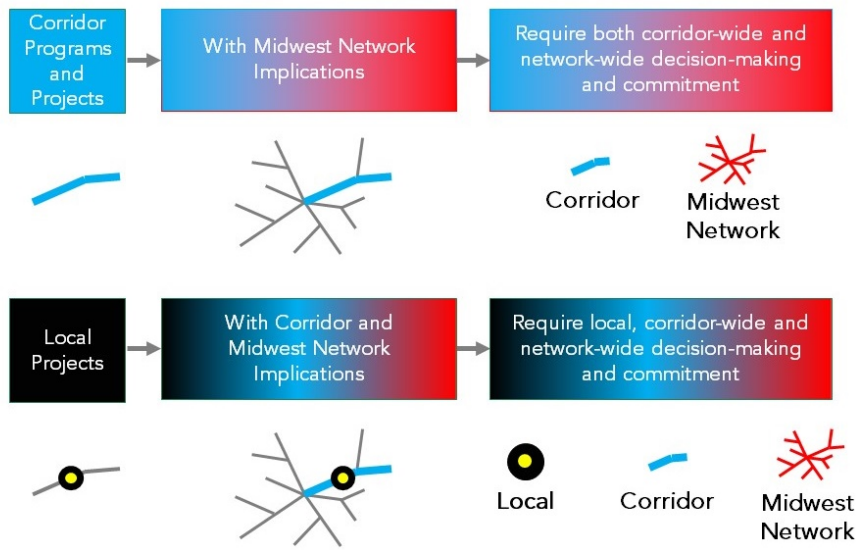 Corridor
Programs
and
Projects
With Midwest Network
Implications
Require both corridor-wide and
network-wide decision-making
and commitment
Corridor
Midwest
Network
Local
Projects
With Corridor and
Midwest Network
Implications
Require local, corridor-wide and
network-wide decision-making
and commitment
Local
Corridor
Midwest
Network